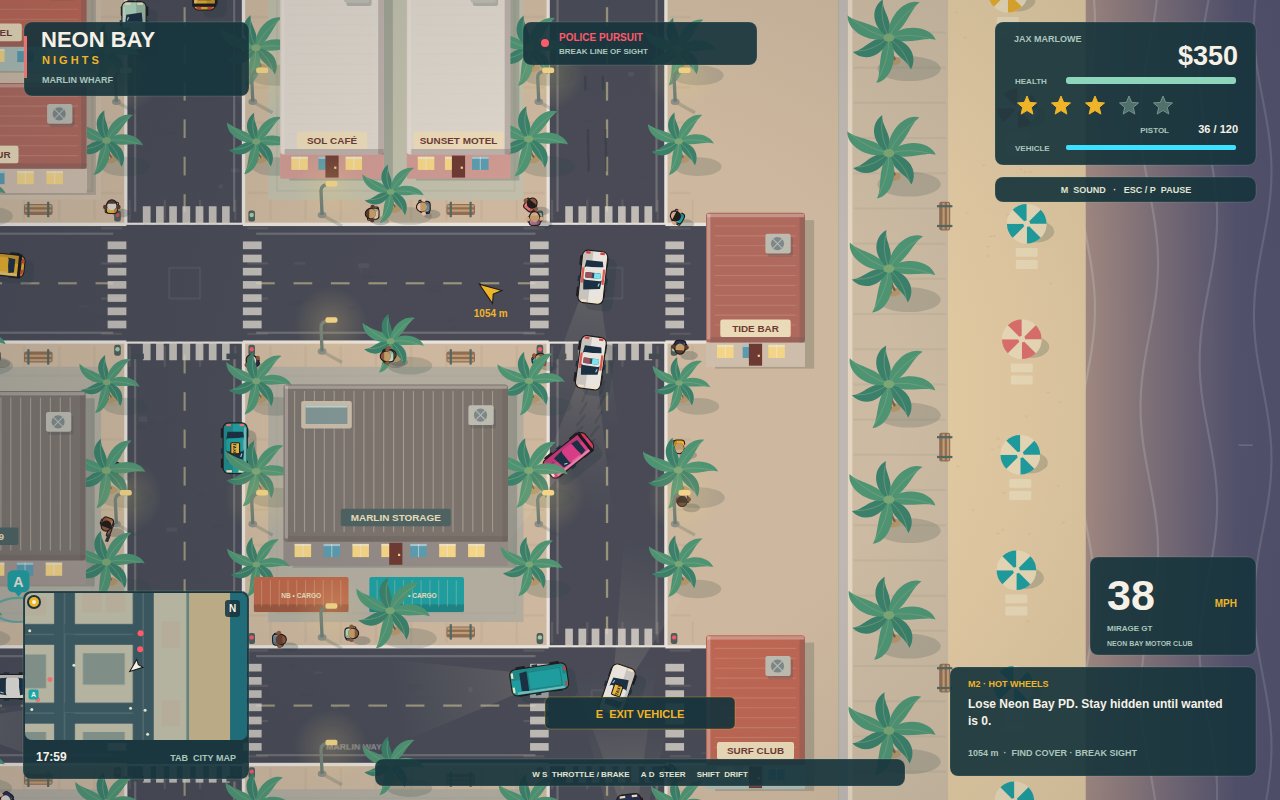 NEON BAY
NIGHTS
MARLIN WHARF
POLICE PURSUIT
BREAK LINE OF SIGHT
JAX MARLOWE
$350
HEALTH
PISTOL
36 / 120
VEHICLE
M SOUND · ESC / P PAUSE
EL
SOL CAFÉ
SUNSET MOTEL
UR
1054 m
TIDE BAR
MARLIN STORAGE
9
A
NB • CARGO
• CARGO
N
A
38
MPH
MIRAGE GT
NEON BAY MOTOR CLUB
E EXIT VEHICLE
M2 · HOT WHEELS
Lose Neon Bay PD. Stay hidden until wanted
is 0.
1054 m · FIND COVER · BREAK SIGHT
MARLIN WAY
SURF CLUB
17:59
TAB CITY MAP
W S THROTTLE / BRAKE A D STEER SHIFT DRIFT